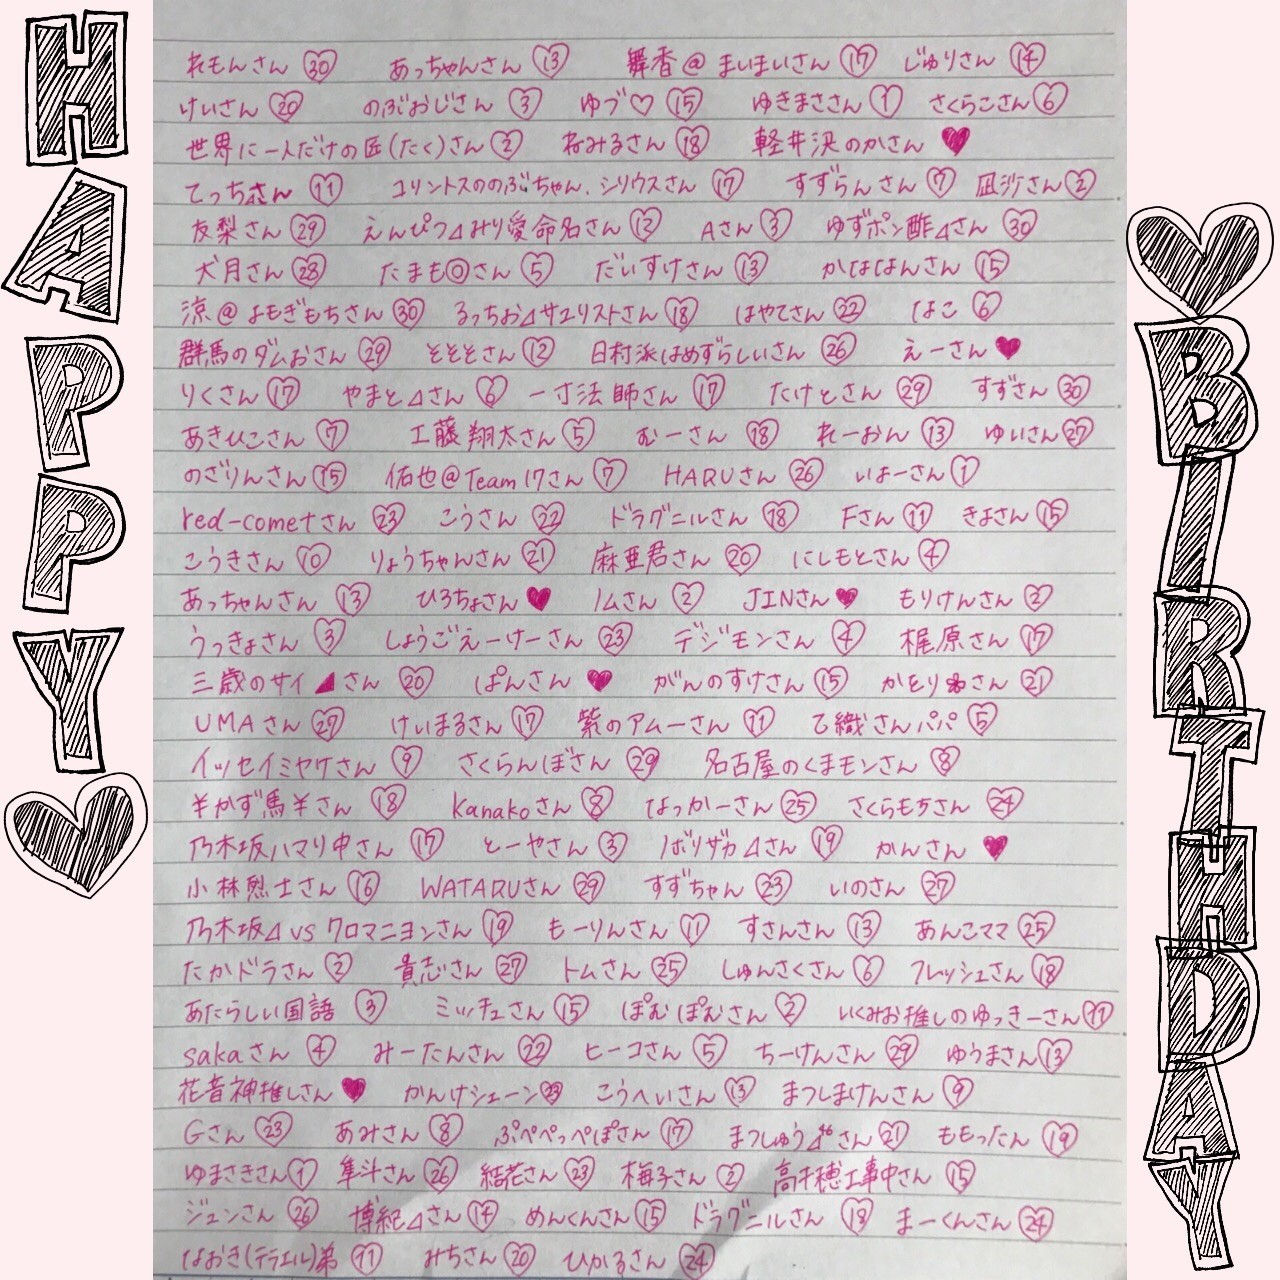 HAPPY
れもんさん 30 あっちゃんさん 13 舞香@まいまいさん 17 じゅりさん 14
けいさん 20 のぶおじさん 3 ゆづ♡ 15 ゆきまささん 1 さくらこさん 6
世界に一人だけの匠(たく)さん 2 ねみるさん 18 軽井沢のかさん ♥
てっちさん 11 コリントスののぶちゃん.シリウスさん 17 すずらんさん 7 凪沙さん 2
友梨さん 29 えんぴつ⊿みり愛命名さん 12 Aさん 3 ゆずポン酢⊿さん 30
犬月さん 28 たまも◎さん 5 だいすけさん 13 かなはんさん 15
涼@よもぎもちさん 30 るっちお⊿サユリストさん 18 はやてさん 22 はこ 6
群馬のダムおさん 29 とととさん 12 日村派はめずらしいさん 26 えーさん ♥
りくさん 17 やまと⊿さん 6 一寸法師さん 17 たけとさん 29 すずさん 30
あきひこさん 7 工藤翔太さん 5 むーさん 18 れーおん 13 ゆいさん 27
のざりんさん 15 佑也@Team17さん 7 HARUさん 26 いはーさん 1
red-cometさん 23 こうさん 22 ドラグニルさん 18 Fさん 11 きよさん 15
こうきさん 10 りょうちゃんさん 21 麻亜君さん 20 にしもとさん 4
あっちゃんさん 13 ひろちょさん ♥ ノムさん 2 JINさん ♥ もりけんさん 2
うっきょさん 3 しょうごえーけーさん 23 デジモンさん 4 梶原さん 17
三歳のサイ◢さん 20 ぱんさん ♥ がんのすけさん 15 かとり❀さん 21
UMAさん 27 けいまるさん 17 紫のアムーさん 11 乙織さんパパ 5
イッセイミヤケさん 9 さくらんぼさん 29 名古屋のくまモンさん 8
¥かず馬¥さん 18 Kanakoさん 8 なっかーさん 25 さくらもちさん 24
乃木坂ハマり中さん 17 とーやさん 3 ノボリザカ⊿さん 19 かんさん ♥
小林烈士さん 16 WATARUさん 29 すずちゃん 23 いのさん 27
乃木坂⊿vsクロマニヨンさん 19 もーりんさん 11 すさんさん 13 あんこママ 25
たかドラさん 2 貴志さん 27 トムさん 25 しゅんさくさん 6 フレッシュさん 18
あたらしい国語 3 ミッチュさん 15 ぽむぽむさん 2 いくみお推しのゆっきーさん 11
sakaさん 4 みーたんさん 22 ヒーコさん 5 ちーけんさん 29 ゆうまさん 13
花音神推しさん ♥ かんけシェーン 23 こうへいさん 13 まつしまけんさん 9
Gさん 23 あみさん 8 ぷぺぺっぺぽさん 17 まつしゅう⊿46さん 21 ももったん 19
ゆまさきさん 1 隼斗さん 26 結花さん 23 梅子さん 2 高千穂工事中さん 15
ジュンさん 26 博紀⊿さん 14 めんくんさん 15 ドラグニルさん 18 まーくんさん 24
なおき(テラエル)弟 11 みちさん 20 ひかるさん 24
BIRTHDAY